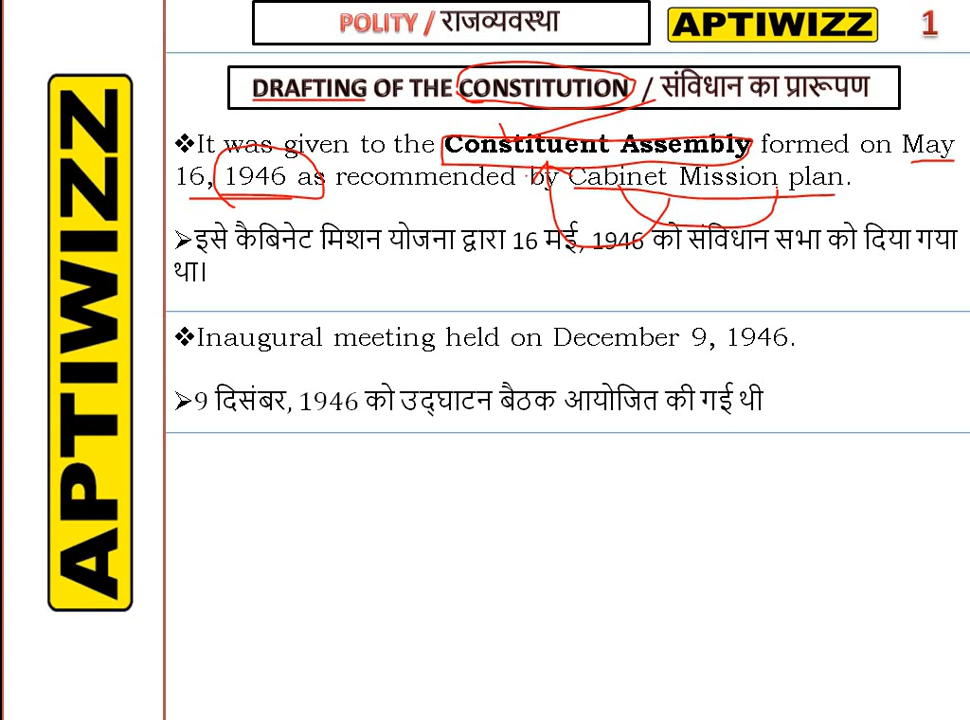 POLITY / राजव्यवस्था
APTIWIZZ
1
DRAFTING OF THE CONSTITUTION / संविधान का प्रारूपण
❖It was given to the Constituent Assembly formed on May
16, 1946 as recommended by Cabinet Mission plan.
➢इसे कैबिनेट मिशन योजना द्वारा 16 मई, 1946 को संविधान सभा को दिया गया
था।
❖Inaugural meeting held on December 9, 1946.
➢9 दिसंबर, 1946 को उद्घाटन बैठक आयोजित की गई थी
APTIWIZZ